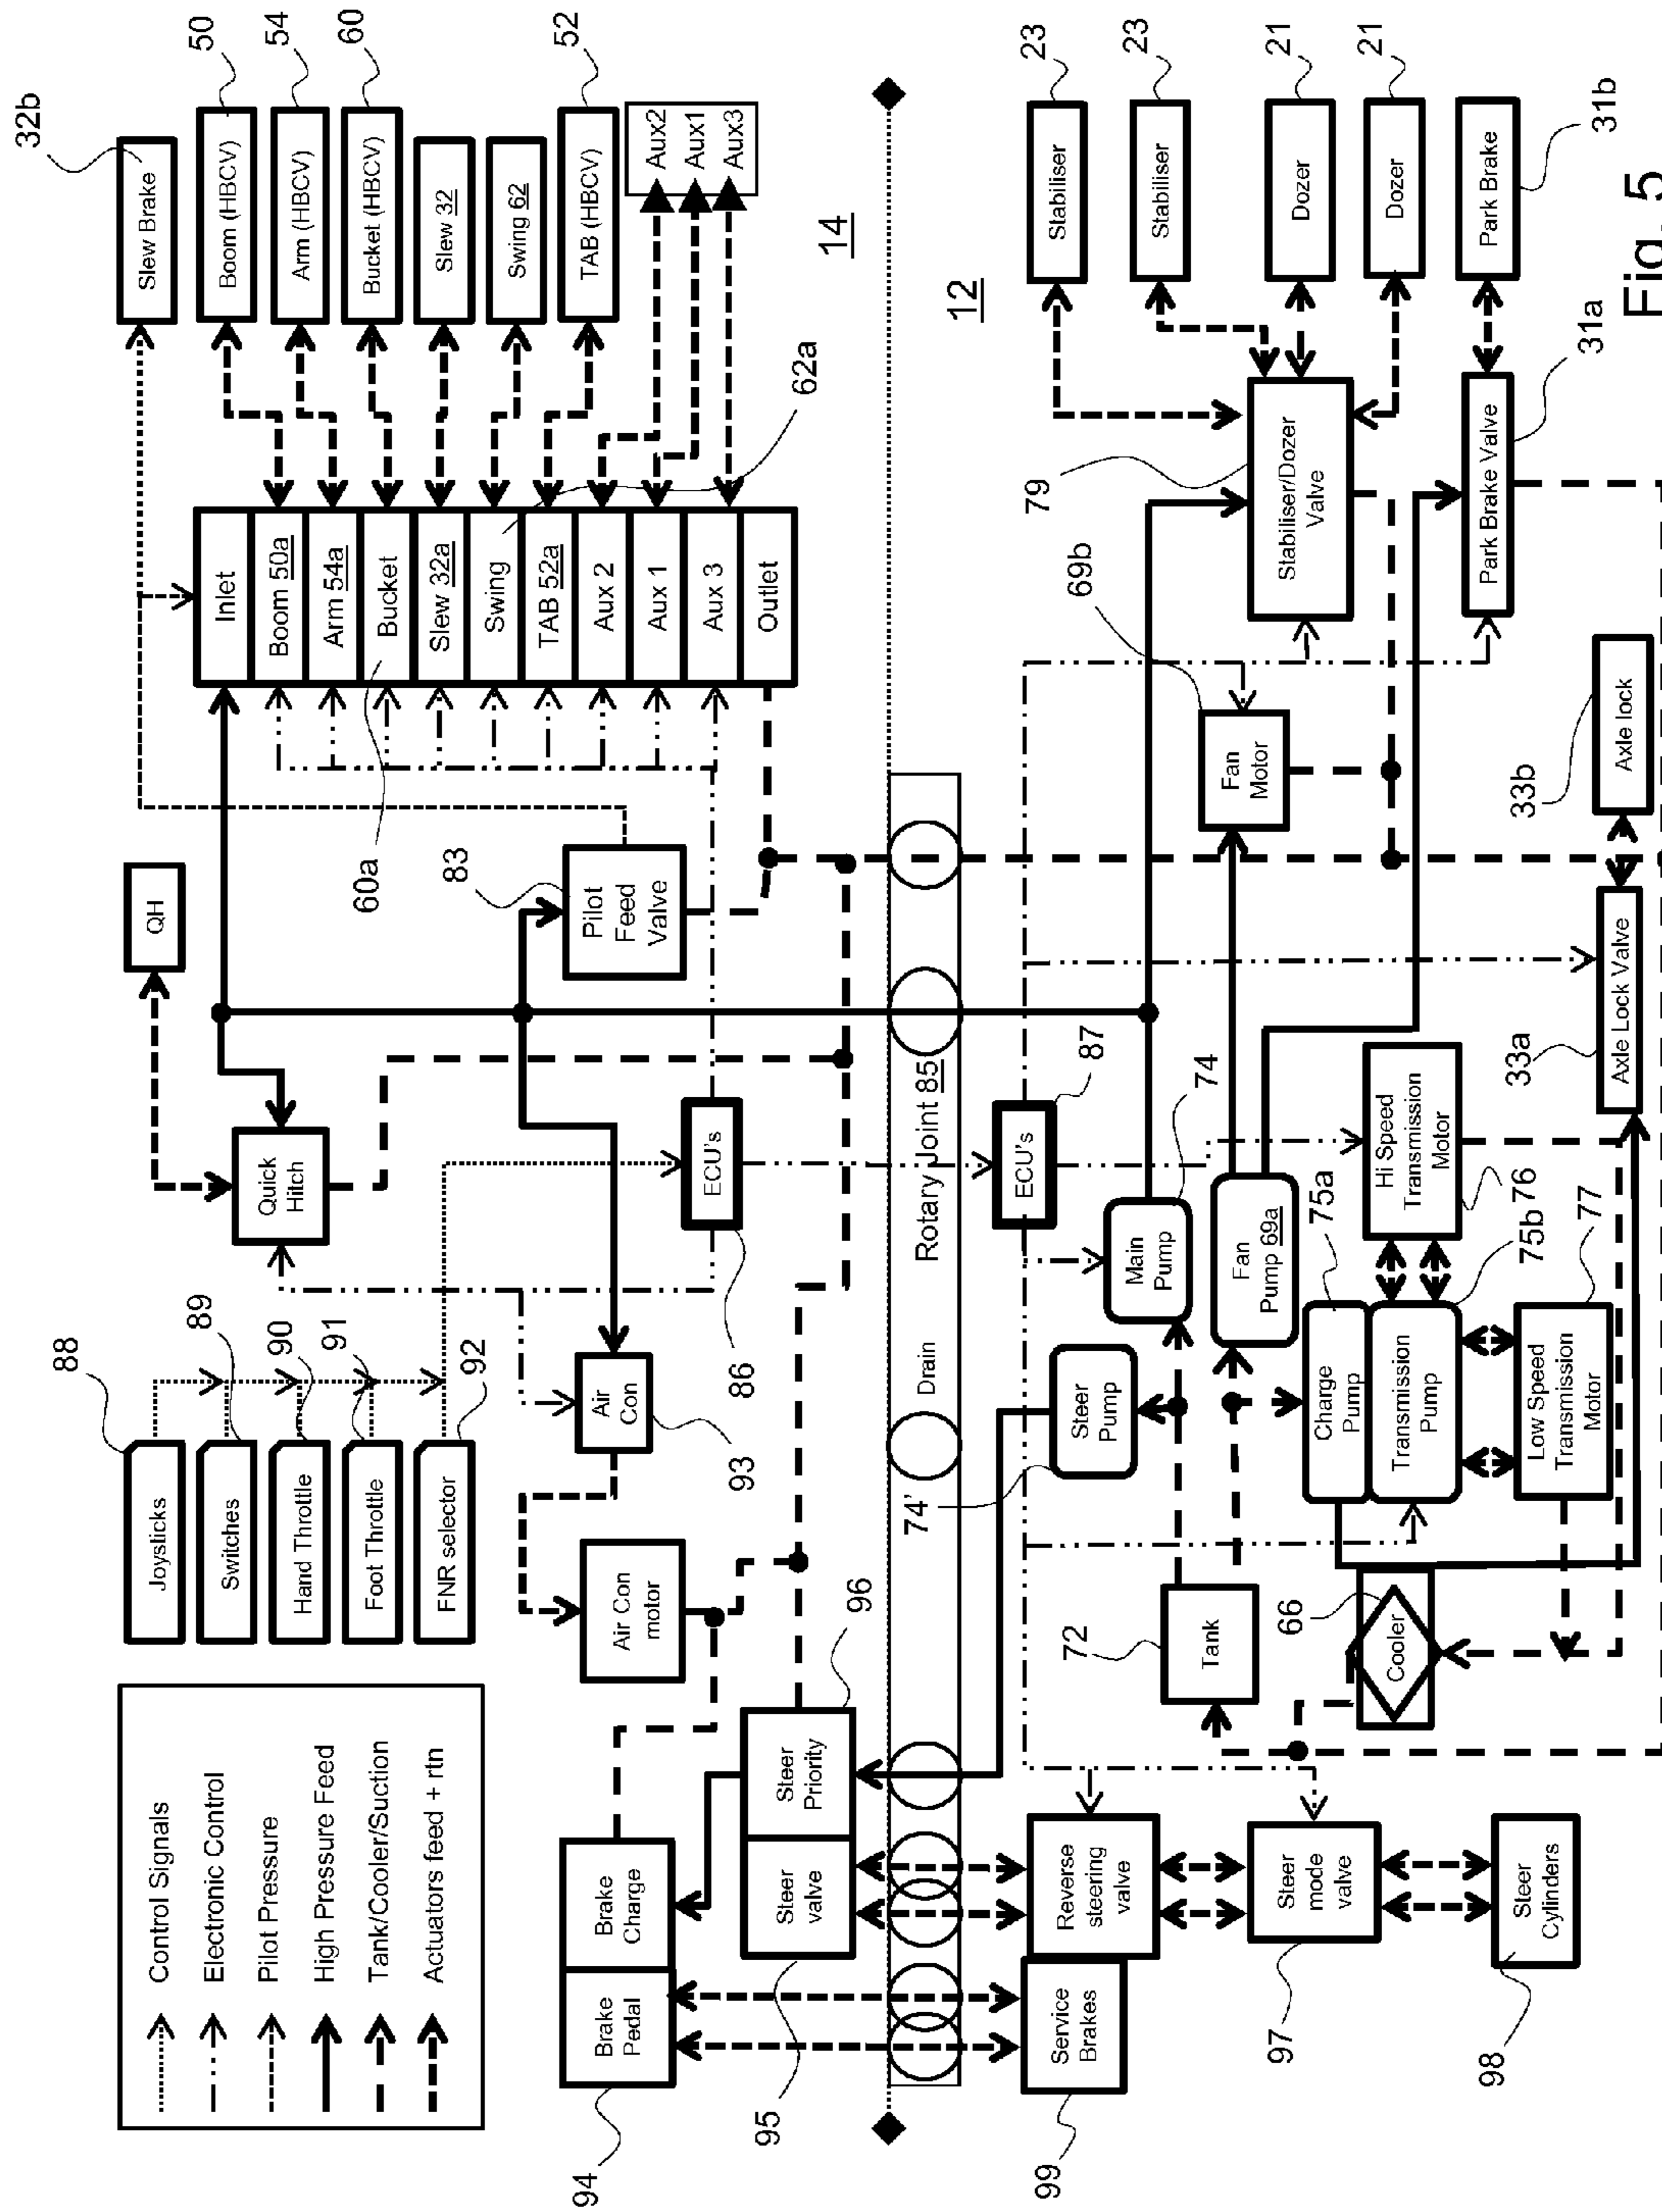 Control Signals
Electronic Control
Pilot Pressure
High Pressure Feed
Tank/Cooler/Suction
Actuators feed + rtn
88
Joysticks
89
Switches
90
Hand Throttle
91
Foot Throttle
92
FNR selector
QH
Quick
Hitch
32b
Slew Brake
50
Boom (HBCV)
54
Arm (HBCV)
60
Bucket (HBCV)
Slew 32
Swing 62
52
TAB (HBCV)
Aux2
Aux1
Aux3
Inlet
Boom 50a
Arm 54a
Bucket
Slew 32a
Swing
TAB 52a
Aux 2
Aux 1
Aux 3
Outlet
60a
62a
83
Pilot
Feed
Valve
Air
Con
93
Air Con
motor
ECU's
86
94
Brake
Pedal
Brake
Charge
95
Steer
valve
Steer
Priority
96
14
Drain
Rotary Joint 85
12
99
Service
Brakes
Reverse
steering
valve
97
Steer
mode
valve
98
Steer
Cylinders
74'
Steer
Pump
ECU's
87
Main
Pump
74
72
Tank
Fan
Pump 69a
66
Cooler
75a
Charge
Pump
75b
Transmission
Pump
Hi Speed
Transmission
Motor
76
77
Low Speed
Transmission
Motor
69b
Fan
Motor
79
Stabiliser/Dozer
Valve
23
Stabiliser
23
Stabiliser
21
Dozer
21
Dozer
31b
Park Brake
31a
Park Brake Valve
33a
Axle Lock Valve
33b
Axle lock
Fig. 5